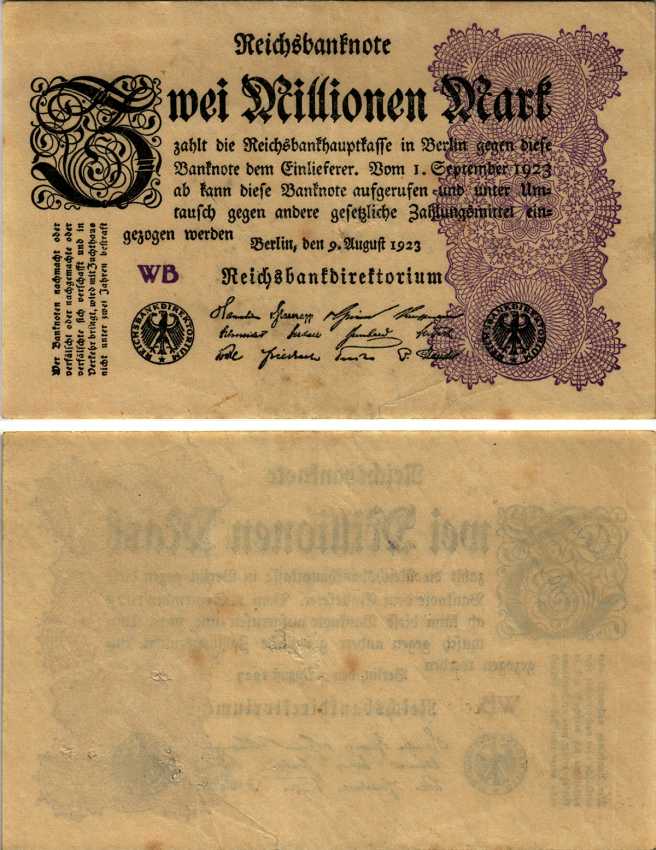 Reichsbanknote
Zwei Millionen Mark
zahlt die Reichsbankhauptkasse in Berlin gegen diese
Banknote dem Einlieferer. Vom 1. September 1923
ab kann diese Banknote aufgerufen und unter Um-
tausch gegen andere gesetzliche Zahlungsmittel ein-
gezogen werden
Berlin, den 9. August 1923
WB
Reichsbankdirektorium
REICHSBANKDIREKTORIUM
REICHSBANKDIREKTORIUM
Wer Banknoten nachmacht oder
verfälscht oder nachgemachte oder
verfälschte sich verschafft und in
Verkehr bringt, wird mit Zuchthaus
nicht unter zwei Jahren bestraft